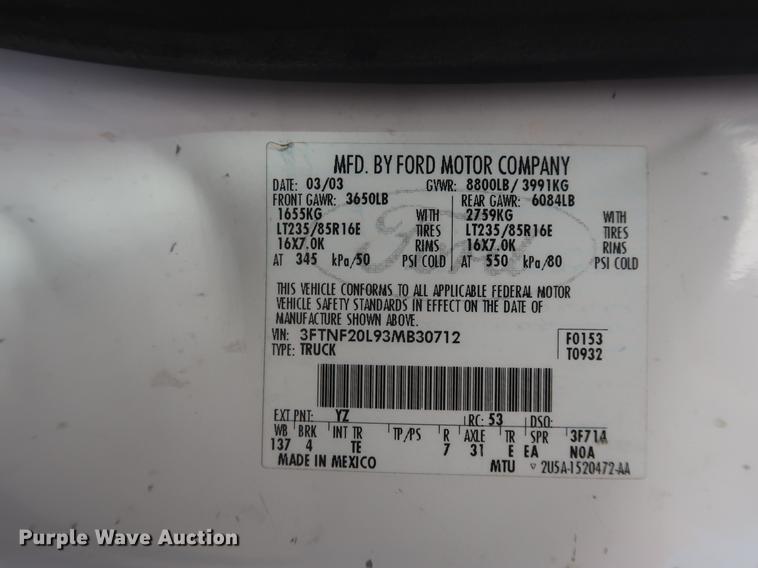 MFD. BY FORD MOTOR COMPANY
DATE: 03/03 GVWR: 8800LB/ 3991KG
FRONT GAWR: 3650LB REAR GAWR: 6084LB
1655KG WITH 2759KG WITH
LT235/85R16E TIRES LT235/85R16E TIRES
16X7.0K RIMS 16X7.0K RIMS
AT 345 kPa/50 PSI COLD AT 550 kPa/80 PSI COLD
Ford
THIS VEHICLE CONFORMS TO ALL APPLICABLE FEDERAL MOTOR
VEHICLE SAFETY STANDARDS IN EFFECT ON THE DATE OF
MANUFACTURE SHOWN ABOVE.
VIN: 3FTNF20L93MB30712 F0153
TYPE: TRUCK T0932
EXT PNT: YZ RC: 53 DSO:
WB BRK INT TR TP/PS R AXLE TR SPR 3F71A
137 4 TE 7 31 E EA N0A
MADE IN MEXICO MTU ▽ 2U5A-1520472-AA
Purple Wave Auction